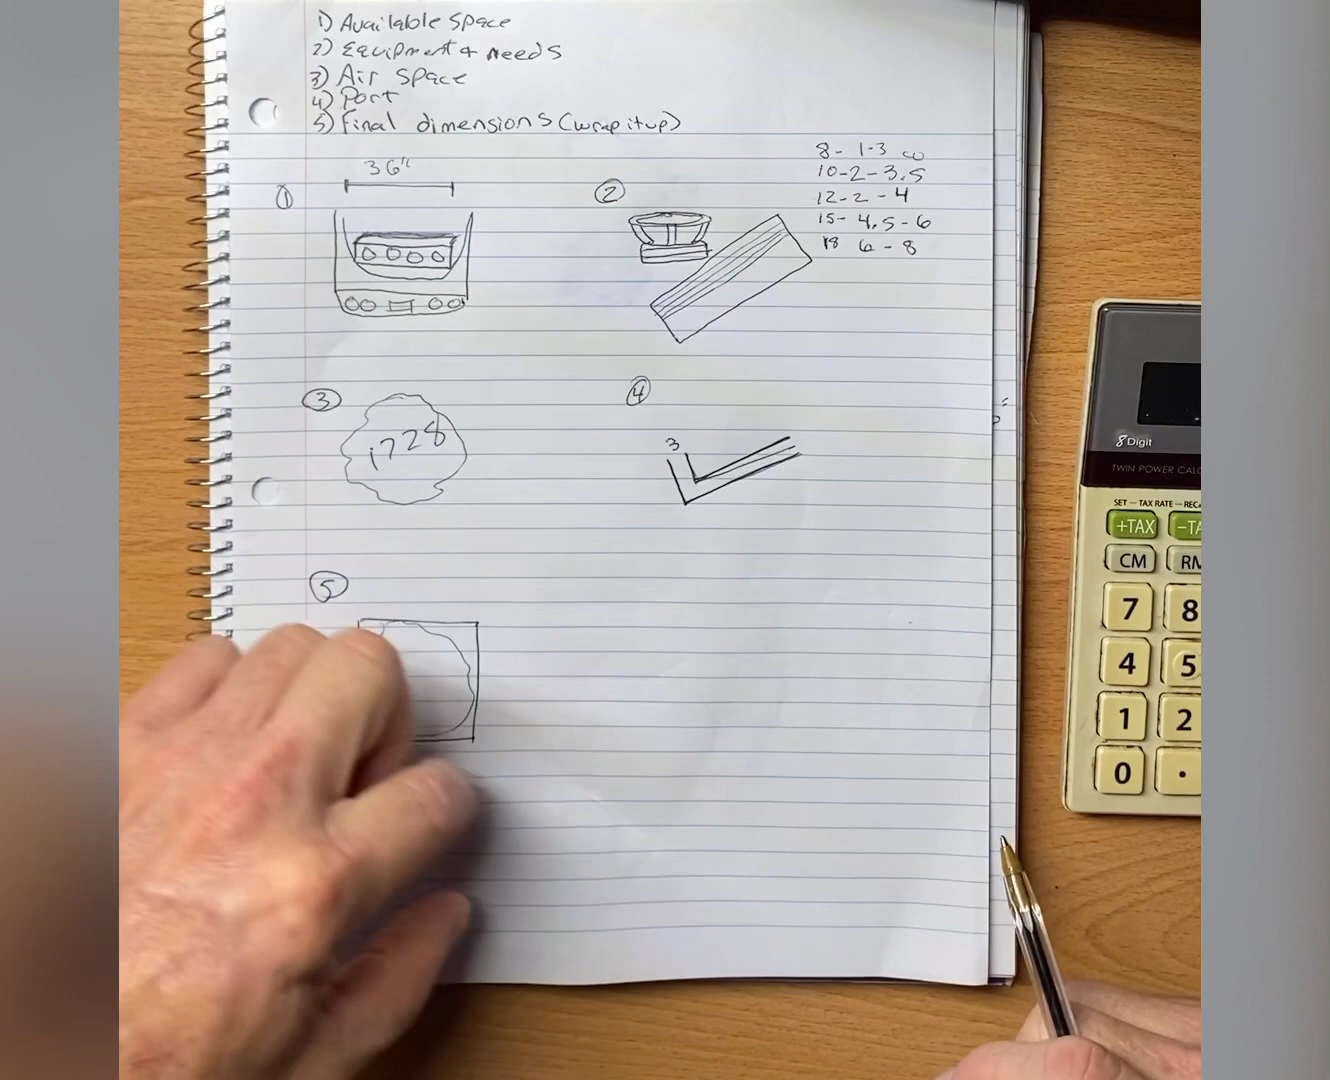 1) Available space
2) Equipment & needs
3) Air space
4) Port
5) Final dimensions (wrap it up)
8 - 1-3
10-2-3.5
12-2-4
15- 4.5-6
18 6-8
36"
1
2
3
1728
4
3
5
8 Digit
TWIN POWER CALC
SET — TAX RATE — RECA
+TAX -TA
CM RM
7 8
4 5
1 2
0 .